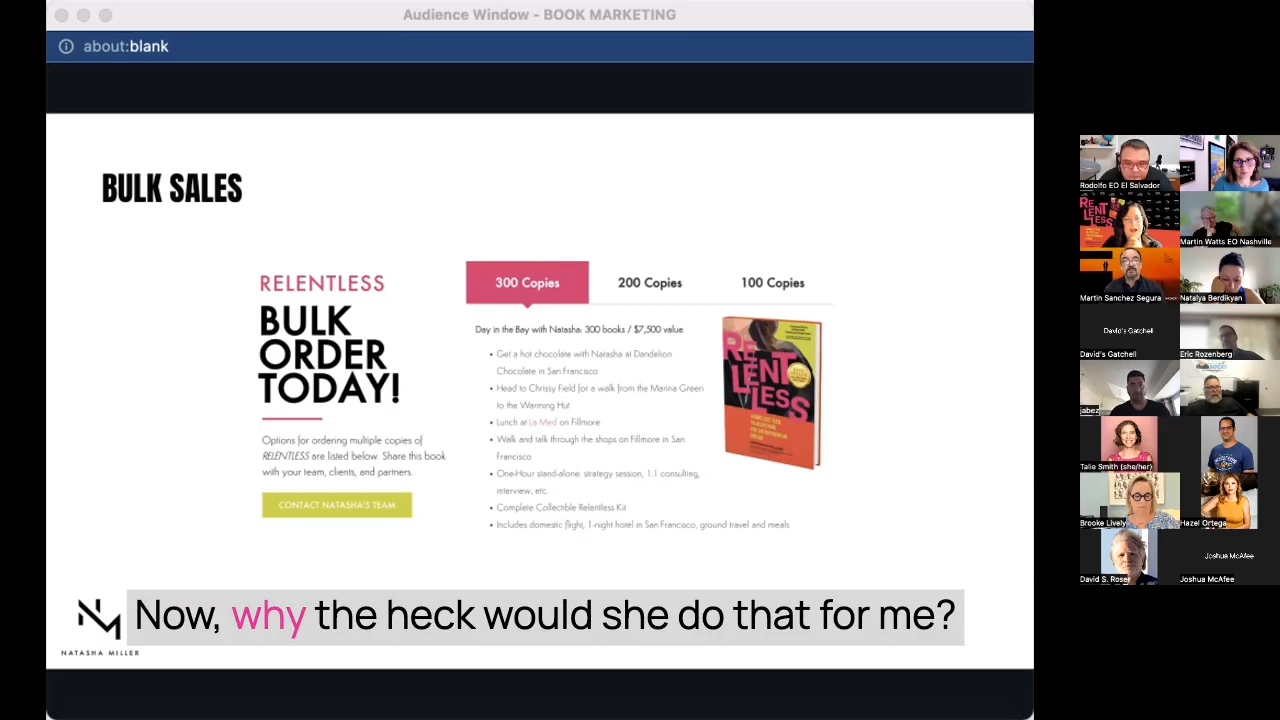 Audience Window - BOOK MARKETING
about:blank
BULK SALES
RELENTLESS
BULK
ORDER
TODAY!
Options for ordering multiple copies of
RELENTLESS are listed below. Share this book
with your team, clients, and partners.
CONTACT NATASHA'S TEAM
300 Copies
200 Copies
100 Copies
Day in the Bay with Natasha: 300 books / $7,500 value
• Get a hot chocolate with Natasha at Dandelion
Chocolate in San Francisco
• Head to Chrissy Field for a walk from the Marina Green
to the Warming Hut
• Lunch at La Med on Fillmore
• Walk and talk through the shops on Fillmore in San
Francisco
• One-Hour stand-alone: strategy session, 1:1 consulting,
interview, etc.
• Complete Collectible Relentless Kit
• Includes domestic flight, 1-night hotel in San Francisco, ground travel and meals
RE
LENT
LESS
Now, why the heck would she do that for me?
NM
NATASHA MILLER
Rodolfo EO El Salvador
RE
LENT
LESS
Martin Watts EO Nashville
Martin Sanchez Segura
Natalya Berdikyan
David's Gatchell
David's Gatchell
Eric Rozenberg
jabez
Talie Smith (she/her)
Brooke Lively
Hazel Ortega
David S. Rose
Joshua McAfee
Joshua McAfee